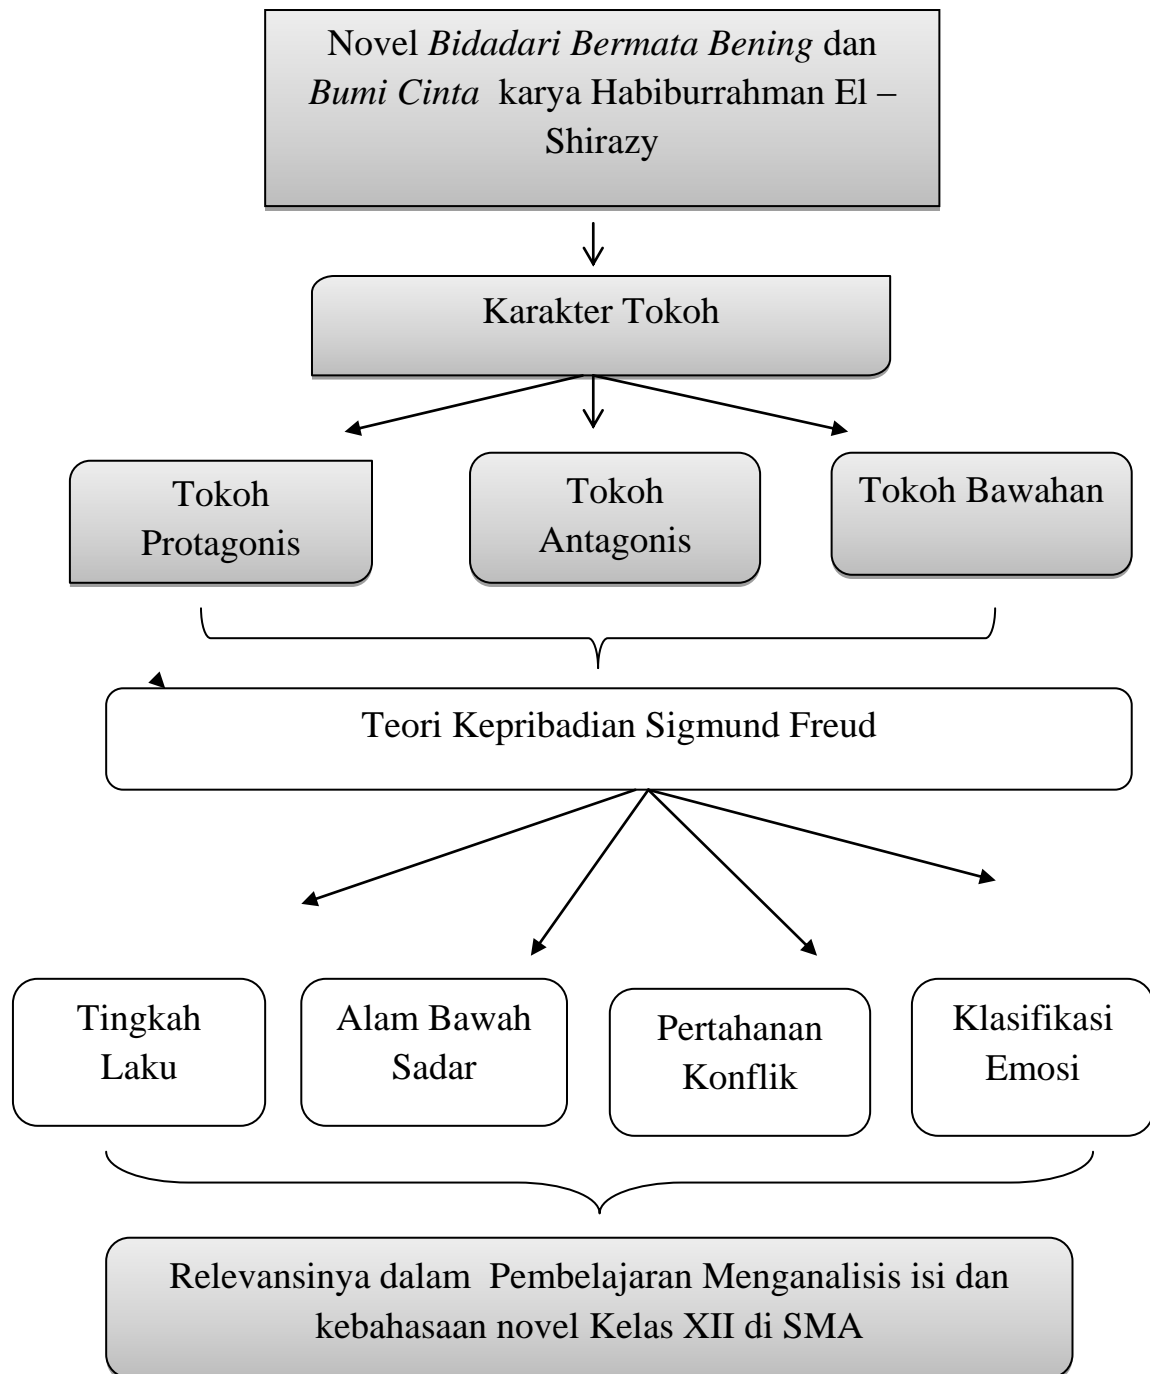 Novel Bidadari Bermata Bening dan
Bumi Cinta karya Habiburrahman El –
Shirazy
Karakter Tokoh
Tokoh
Protagonis
Tokoh
Antagonis
Tokoh Bawahan
Teori Kepribadian Sigmund Freud
Tingkah
Laku
Alam Bawah
Sadar
Pertahanan
Konflik
Klasifikasi
Emosi
Relevansinya dalam Pembelajaran Menganalisis isi dan
kebahasaan novel Kelas XII di SMA